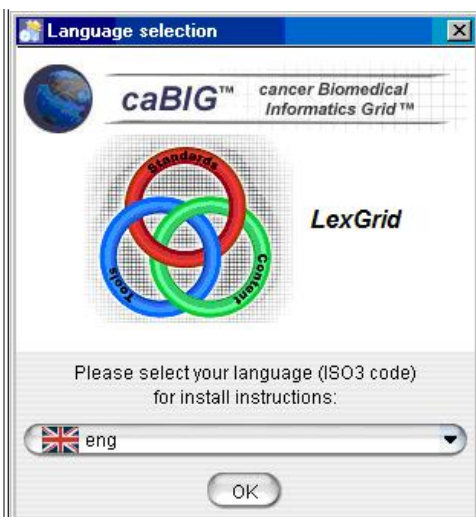 Language selection
caBIG™
cancer Biomedical
Informatics Grid™
Standards
LexGrid
Tools
Content
Please select your language (ISO3 code)
for install instructions:
eng
OK